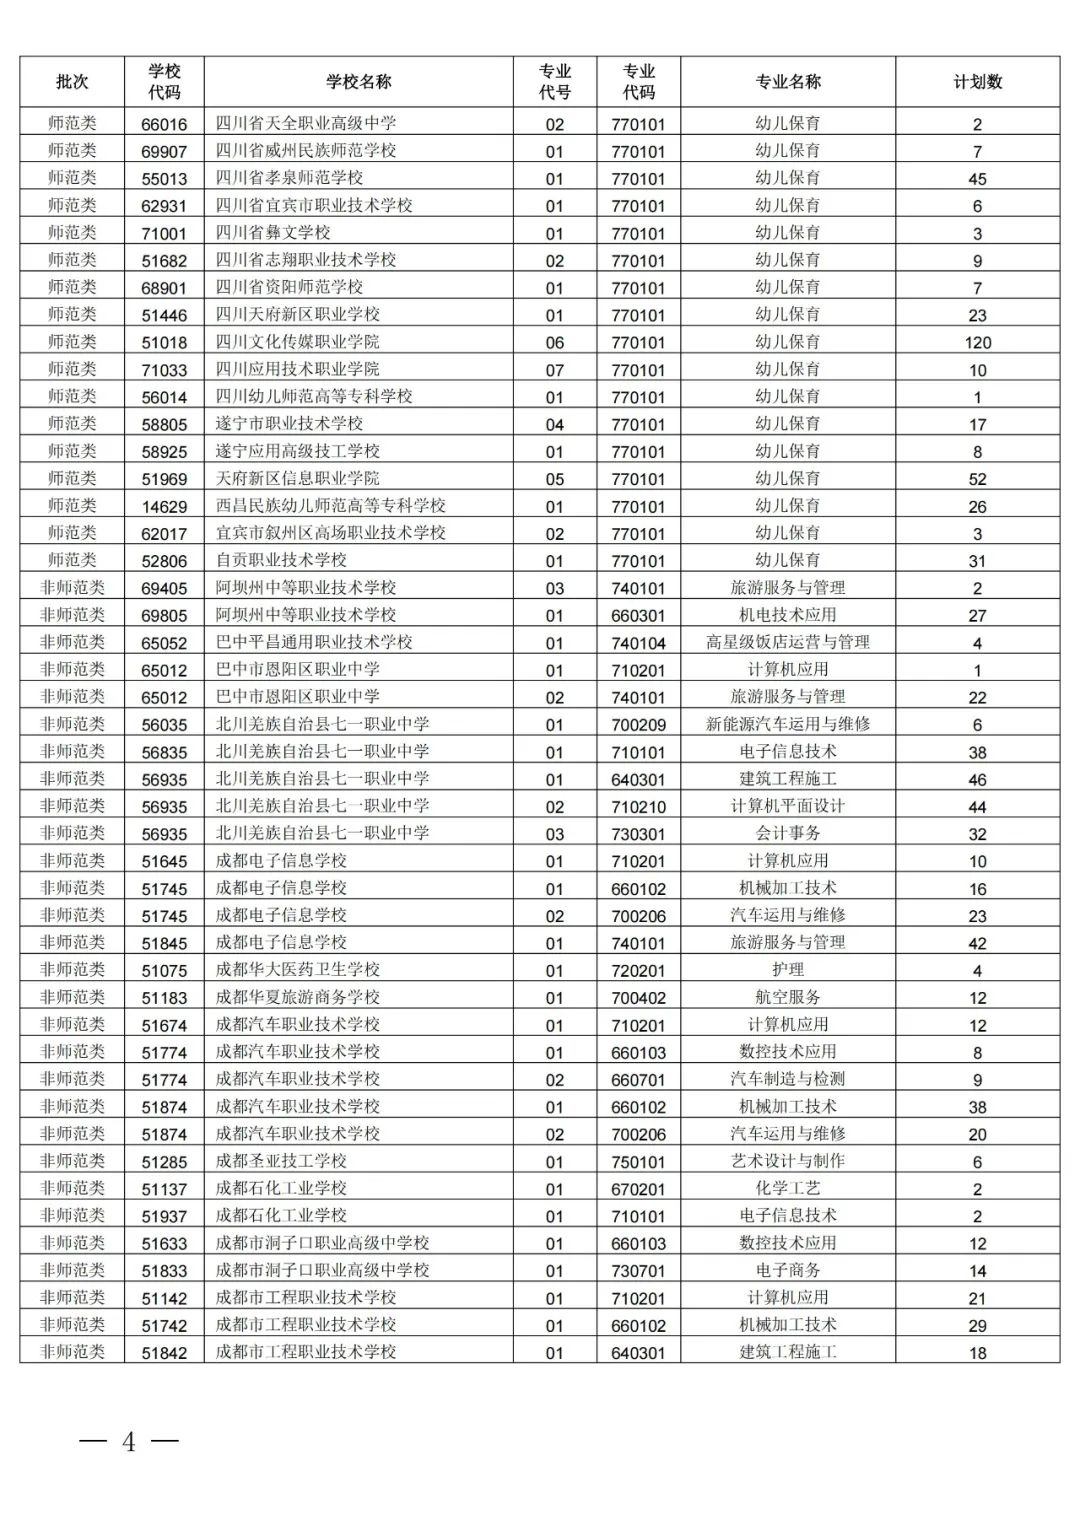 批次 学校代码 学校名称 专业代号 专业代码 专业名称 计划数
师范类 66016 四川省天全职业高级中学 02 770101 幼儿保育 2
师范类 69907 四川省威州民族师范学校 01 770101 幼儿保育 7
师范类 55013 四川省孝泉师范学校 01 770101 幼儿保育 45
师范类 62931 四川省宜宾市职业技术学校 01 770101 幼儿保育 6
师范类 71001 四川省彝文学校 01 770101 幼儿保育 3
师范类 51682 四川省志翔职业技术学校 02 770101 幼儿保育 9
师范类 68901 四川省资阳师范学校 01 770101 幼儿保育 7
师范类 51446 四川天府新区职业学校 01 770101 幼儿保育 23
师范类 51018 四川文化传媒职业学院 06 770101 幼儿保育 120
师范类 71033 四川应用技术职业学院 07 770101 幼儿保育 10
师范类 56014 四川幼儿师范高等专科学校 01 770101 幼儿保育 1
师范类 58805 遂宁市职业技术学校 04 770101 幼儿保育 17
师范类 58925 遂宁应用高级技工学校 01 770101 幼儿保育 8
师范类 51969 天府新区信息职业学院 05 770101 幼儿保育 52
师范类 14629 西昌民族幼儿师范高等专科学校 01 770101 幼儿保育 26
师范类 62017 宜宾市叙州区高场职业技术学校 02 770101 幼儿保育 3
师范类 52806 自贡职业技术学校 01 770101 幼儿保育 31
非师范类 69405 阿坝州中等职业技术学校 03 740101 旅游服务与管理 2
非师范类 69805 阿坝州中等职业技术学校 01 660301 机电技术应用 27
非师范类 65052 巴中平昌通用职业技术学校 01 740104 高星级饭店运营与管理 4
非师范类 65012 巴中市恩阳区职业中学 01 710201 计算机应用 1
非师范类 65012 巴中市恩阳区职业中学 02 740101 旅游服务与管理 22
非师范类 56035 北川羌族自治县七一职业中学 01 700209 新能源汽车运用与维修 6
非师范类 56835 北川羌族自治县七一职业中学 01 710101 电子信息技术 38
非师范类 56935 北川羌族自治县七一职业中学 01 640301 建筑工程施工 46
非师范类 56935 北川羌族自治县七一职业中学 02 710210 计算机平面设计 44
非师范类 56935 北川羌族自治县七一职业中学 03 730301 会计事务 32
非师范类 51645 成都电子信息学校 01 710201 计算机应用 10
非师范类 51745 成都电子信息学校 01 660102 机械加工技术 16
非师范类 51745 成都电子信息学校 02 700206 汽车运用与维修 23
非师范类 51845 成都电子信息学校 01 740101 旅游服务与管理 42
非师范类 51075 成都华大医药卫生学校 01 720201 护理 4
非师范类 51183 成都华夏旅游商务学校 01 700402 航空服务 12
非师范类 51674 成都汽车职业技术学校 01 710201 计算机应用 12
非师范类 51774 成都汽车职业技术学校 01 660103 数控技术应用 8
非师范类 51774 成都汽车职业技术学校 02 660701 汽车制造与检测 9
非师范类 51874 成都汽车职业技术学校 01 660102 机械加工技术 38
非师范类 51874 成都汽车职业技术学校 02 700206 汽车运用与维修 20
非师范类 51285 成都圣亚技工学校 01 750101 艺术设计与制作 6
非师范类 51137 成都石化工业学校 01 670201 化学工艺 2
非师范类 51937 成都石化工业学校 01 710101 电子信息技术 2
非师范类 51633 成都市洞子口职业高级中学校 01 660103 数控技术应用 12
非师范类 51833 成都市洞子口职业高级中学校 01 730701 电子商务 14
非师范类 51142 成都市工程职业技术学校 01 710201 计算机应用 21
非师范类 51742 成都市工程职业技术学校 01 660102 机械加工技术 29
非师范类 51842 成都市工程职业技术学校 01 640301 建筑工程施工 18
— 4 —